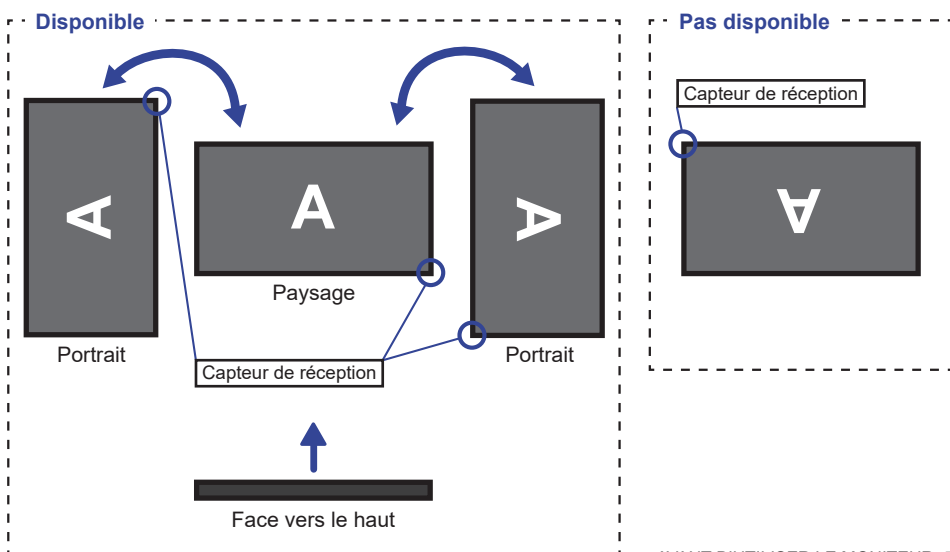 Disponible
Pas disponible
Capteur de réception
A
A
A
A
Paysage
Portrait
Portrait
Capteur de réception
Face vers le haut